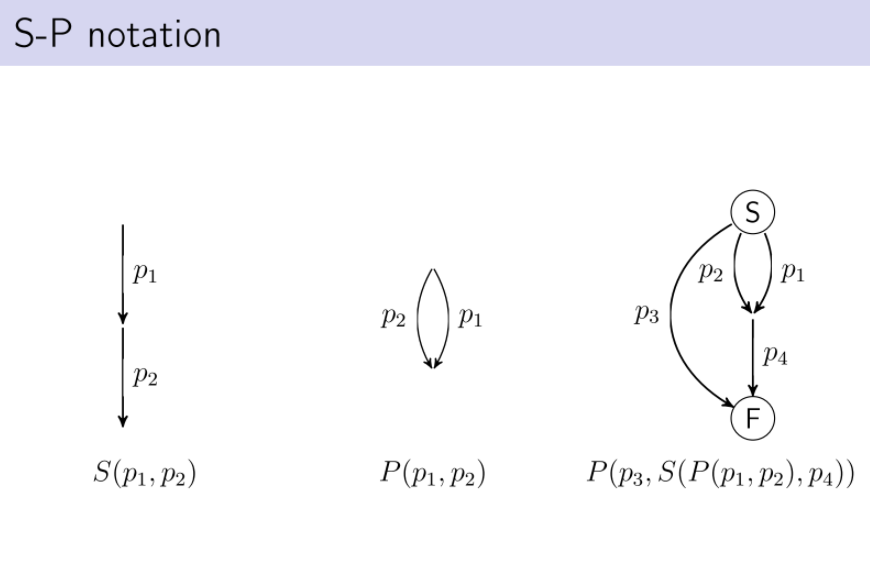 S-P notation
S
p₁
p₂
p₂
p₁
p₂
p₁
p₃
p₄
F
S(p₁, p₂)
P(p₁, p₂)
P(p₃, S(P(p₁, p₂), p₄))